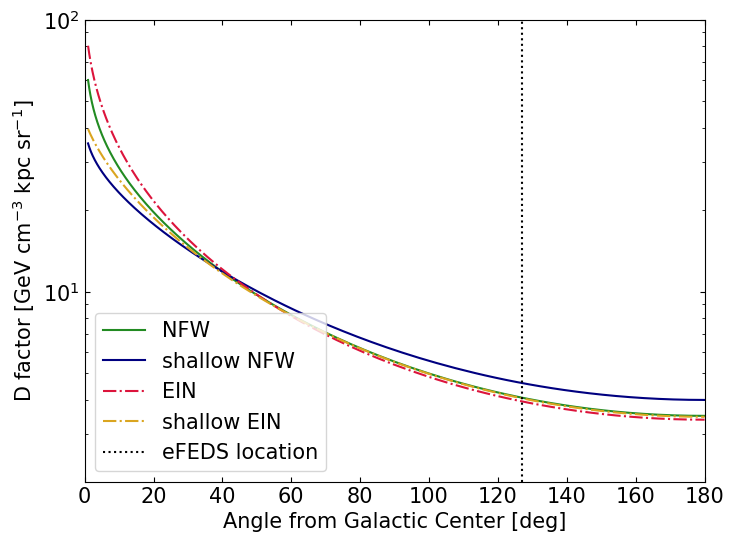 D factor [GeV cm⁻³ kpc sr⁻¹]
10²
10¹
NFW
shallow NFW
EIN
shallow EIN
eFEDS location
0 20 40 60 80 100 120 140 160 180
Angle from Galactic Center [deg]